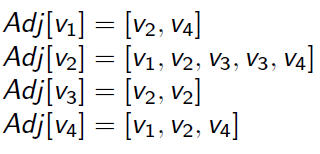 Adj[v₁] = [v₂, v₄]
Adj[v₂] = [v₁, v₂, v₃, v₃, v₄]
Adj[v₃] = [v₂, v₂]
Adj[v₄] = [v₁, v₂, v₄]